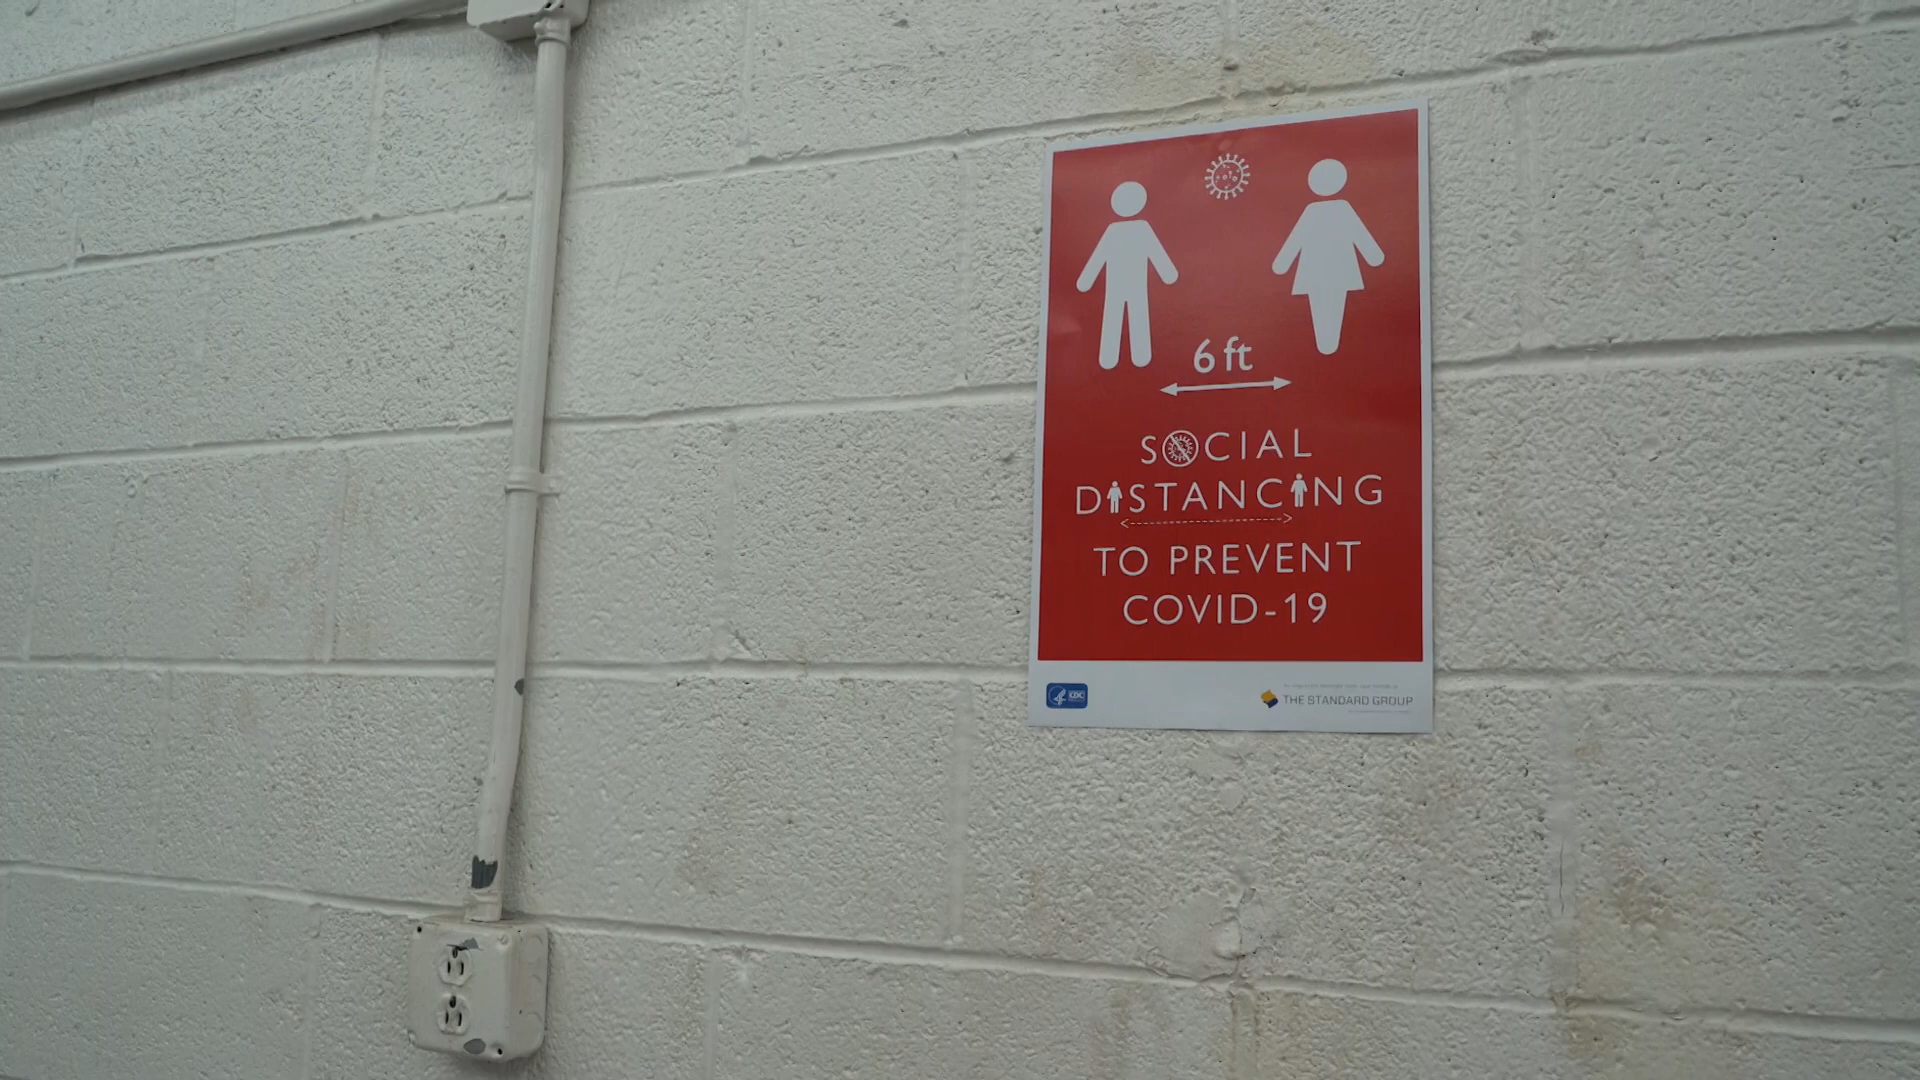 6 ft
SOCIAL
DISTANCING
TO PREVENT
COVID-19
CDC
THE STANDARD GROUP